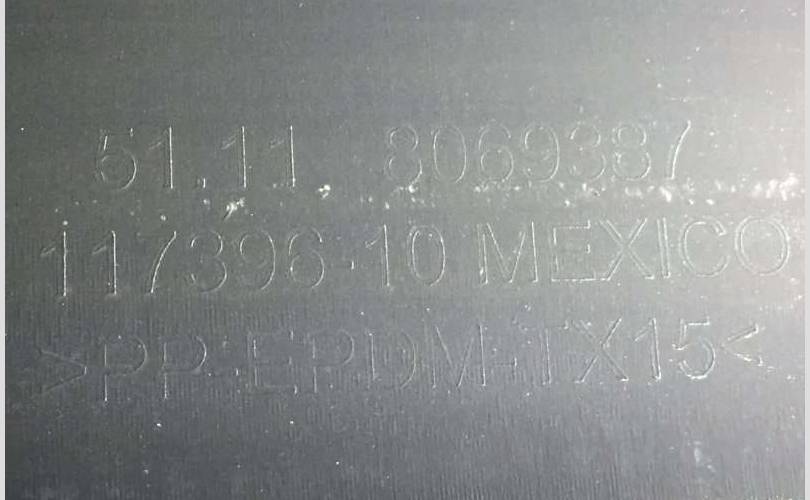 51.11 8069387
117396-10 MEXICO
>PP-EPDM-TX15<